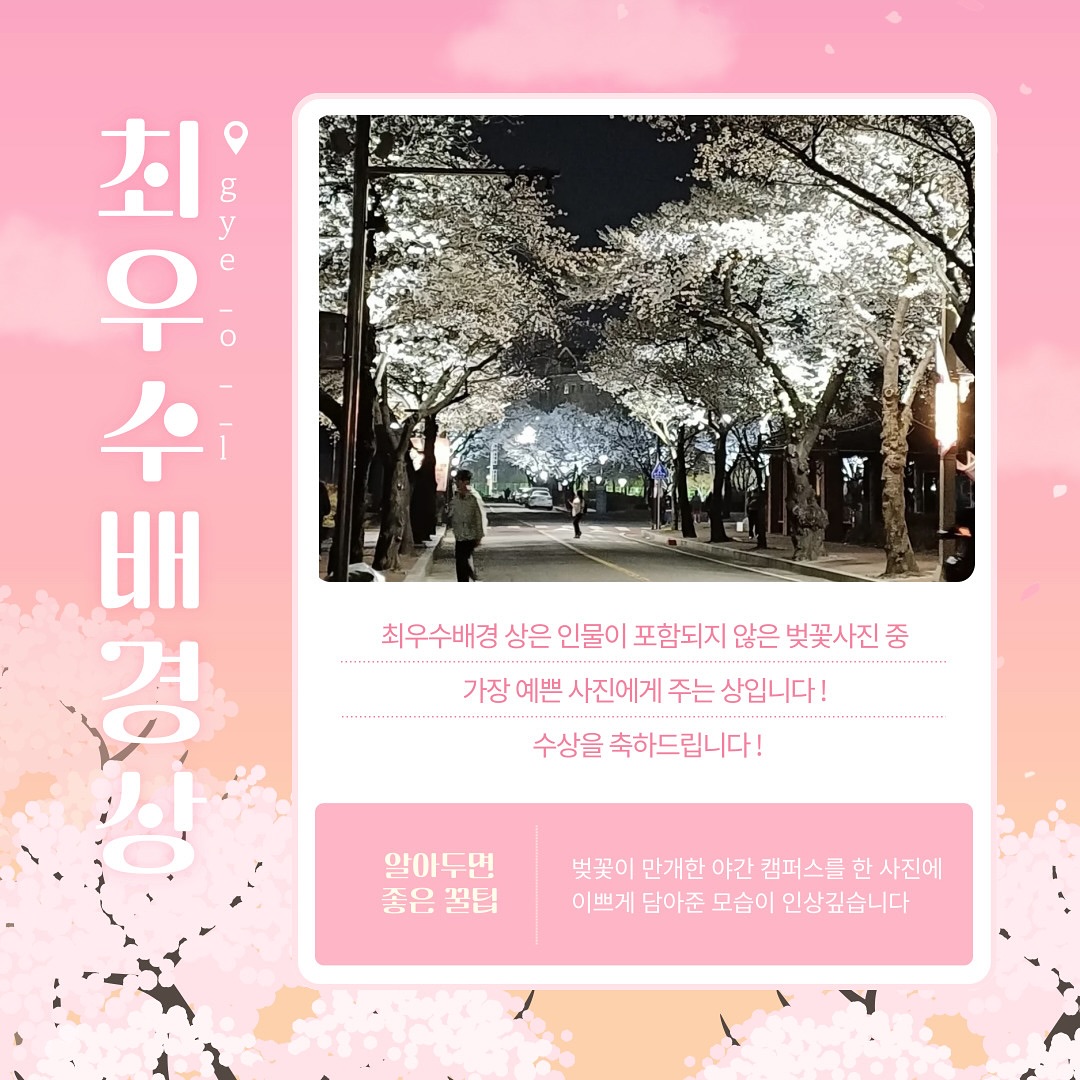 최우수배경상
gye_o__l
최우수배경 상은 인물이 포함되지 않은 벚꽃사진 중
가장 예쁜 사진에게 주는 상입니다 !
수상을 축하드립니다 !
알아두면
좋은 꿀팁
벚꽃이 만개한 야간 캠퍼스를 한 사진에
이쁘게 담아준 모습이 인상깊습니다